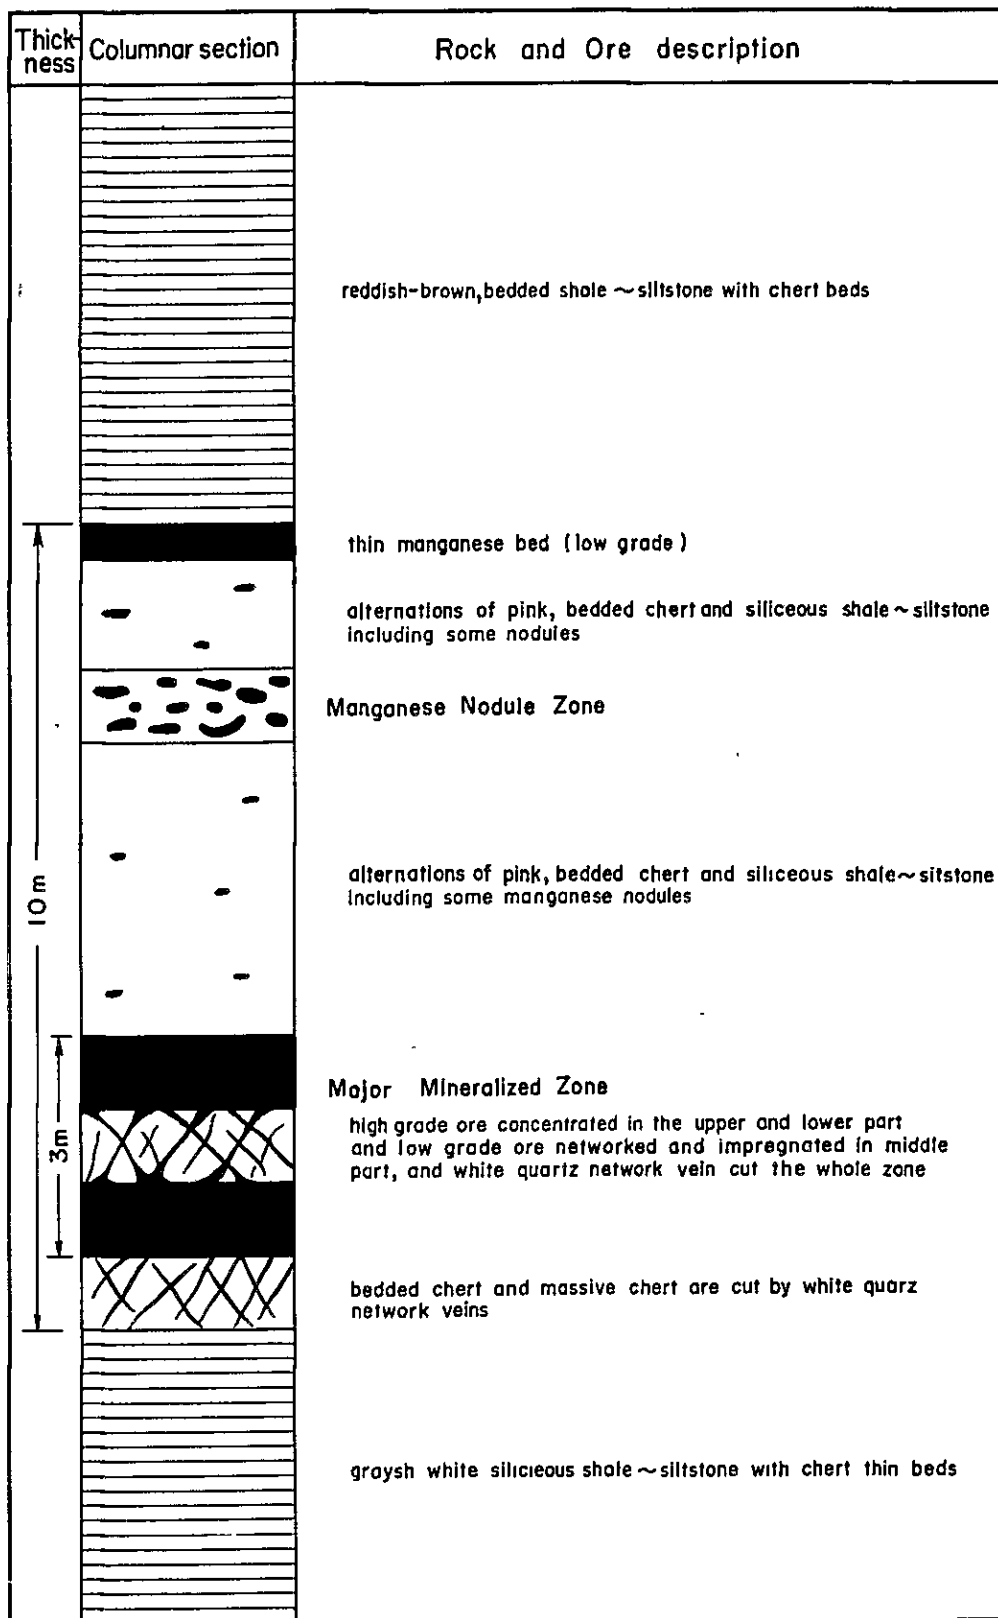 Thick-
ness
Columnar section
Rock and Ore description
reddish-brown, bedded shale ~ siltstone with chert beds
thin manganese bed (low grade)
alternations of pink, bedded chert and siliceous shale ~ siltstone
including some nodules
Manganese Nodule Zone
alternations of pink, bedded chert and siliceous shale ~ sitstone
including some manganese nodules
10 m
Major Mineralized Zone
high grade ore concentrated in the upper and lower part
and low grade ore networked and impregnated in middle
part, and white quartz network vein cut the whole zone
3m
bedded chert and massive chert are cut by white quarz
network veins
graysh white silicieous shale ~ siltstone with chert thin beds